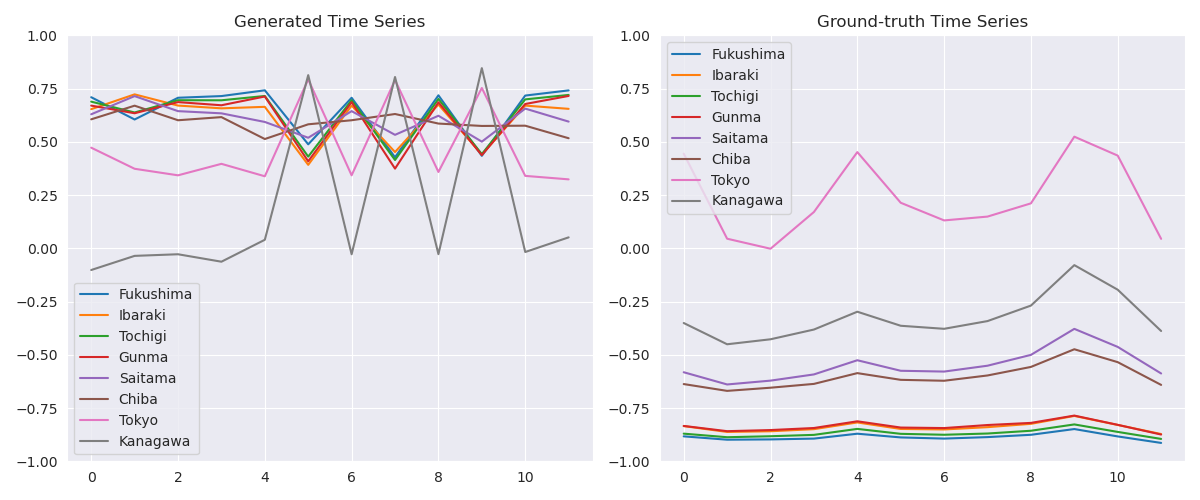 Generated Time Series
1.00
0.75
0.50
0.25
0.00
−0.25
−0.50
−0.75
−1.00
Fukushima
Ibaraki
Tochigi
Gunma
Saitama
Chiba
Tokyo
Kanagawa
0 2 4 6 8 10
Ground-truth Time Series
1.00
0.75
0.50
0.25
0.00
−0.25
−0.50
−0.75
−1.00
Fukushima
Ibaraki
Tochigi
Gunma
Saitama
Chiba
Tokyo
Kanagawa
0 2 4 6 8 10